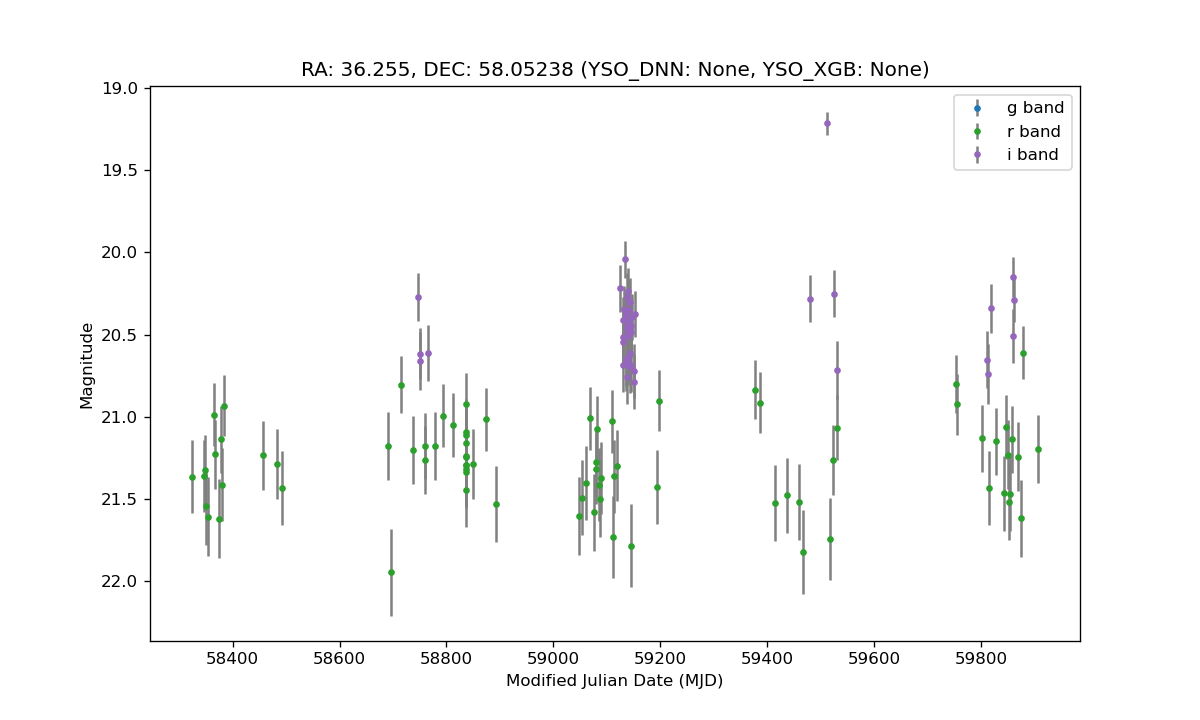 RA: 36.255, DEC: 58.05238 (YSO_DNN: None, YSO_XGB: None)
g band
r band
i band
19.0
19.5
20.0
20.5
21.0
21.5
22.0
Magnitude
58400
58600
58800
59000
59200
59400
59600
59800
Modified Julian Date (MJD)